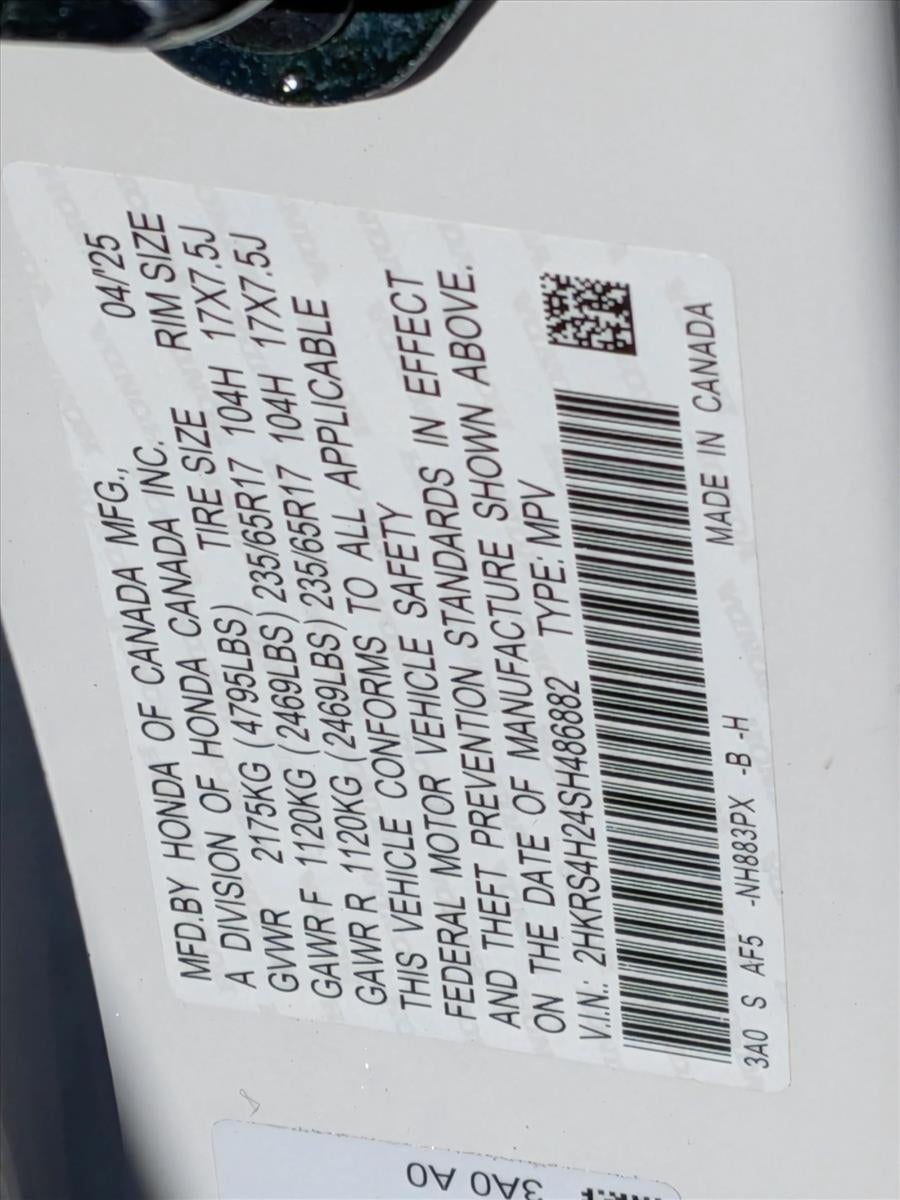 MFD.BY HONDA OF CANADA MFG., 04/'25
A DIVISION OF HONDA CANADA INC.
TIRE SIZE RIM SIZE
GVWR 2175KG (4795LBS)
GAWR F 1120KG (2469LBS) 235/65R17 104H 17X7.5J
GAWR R 1120KG (2469LBS) 235/65R17 104H 17X7.5J
THIS VEHICLE CONFORMS TO ALL APPLICABLE
FEDERAL MOTOR VEHICLE SAFETY
AND THEFT PREVENTION STANDARDS IN EFFECT
ON THE DATE OF MANUFACTURE SHOWN ABOVE.
V.I.N.: 2HKRS4H24SH486882 TYPE: MPV
3A0 S AF5 -NH883PX -B -H MADE IN CANADA
3A0 A0